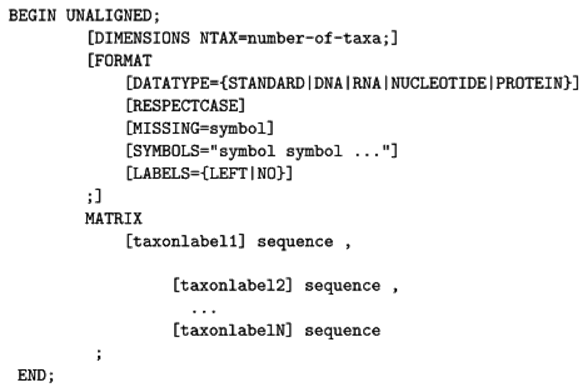 BEGIN UNALIGNED;
[DIMENSIONS NTAX=number-of-taxa;]
[FORMAT
[DATATYPE={STANDARD|DNA|RNA|NUCLEOTIDE|PROTEIN}]
[RESPECTCASE]
[MISSING=symbol]
[SYMBOLS="symbol symbol ..."]
[LABELS={LEFT|NO}]
;]
MATRIX
[taxonlabel1] sequence ,
[taxonlabel2] sequence ,
...
[taxonlabelN] sequence
;
END;